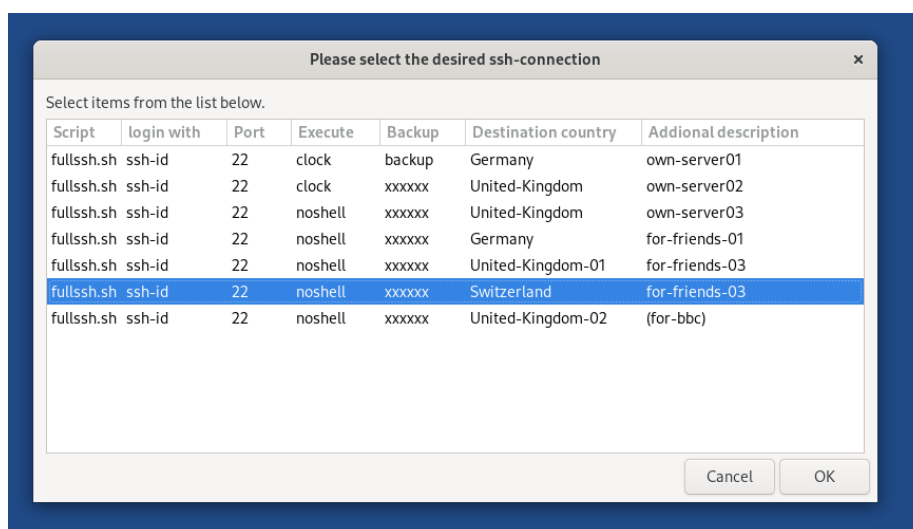 Please select the desired ssh-connection ×
Select items from the list below.
Script login with Port Execute Backup Destination country Addional description
fullssh.sh ssh-id 22 clock backup Germany own-server01
fullssh.sh ssh-id 22 clock xxxxxx United-Kingdom own-server02
fullssh.sh ssh-id 22 noshell xxxxxx United-Kingdom own-server03
fullssh.sh ssh-id 22 noshell xxxxxx Germany for-friends-01
fullssh.sh ssh-id 22 noshell xxxxxx United-Kingdom-01 for-friends-03
fullssh.sh ssh-id 22 noshell xxxxxx Switzerland for-friends-03
fullssh.sh ssh-id 22 noshell xxxxxx United-Kingdom-02 (for-bbc)
Cancel OK